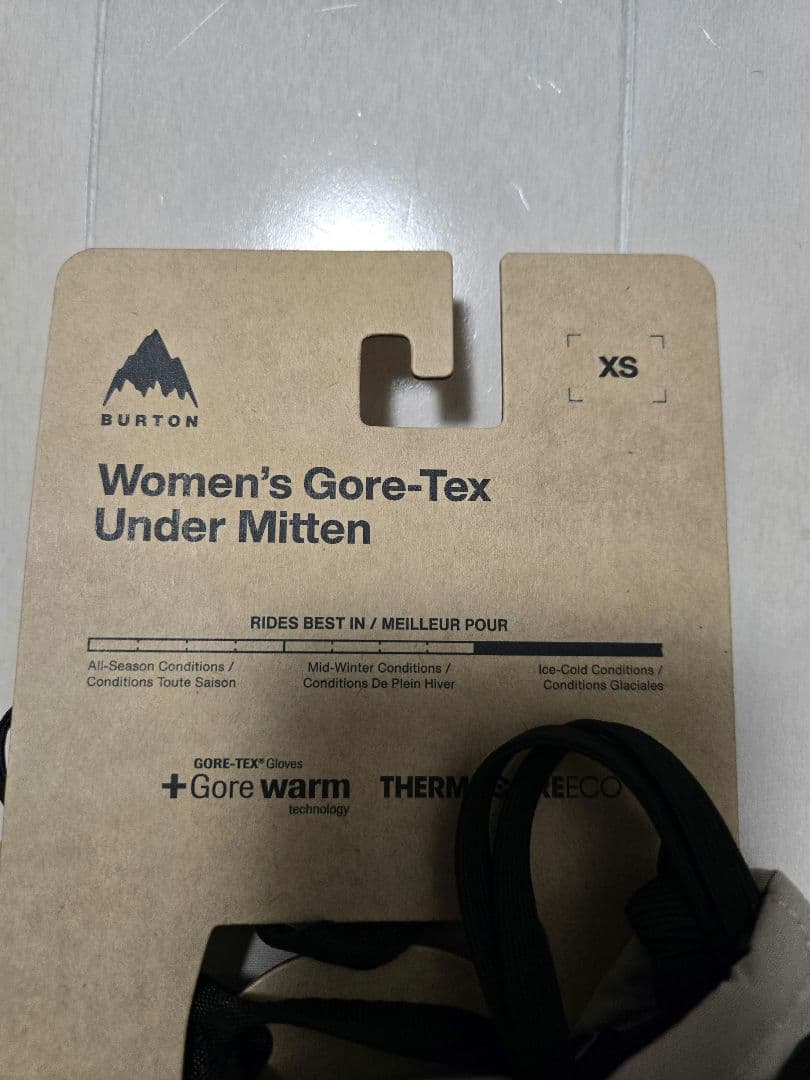 BURTON
XS
Women's Gore-Tex
Under Mitten
RIDES BEST IN / MEILLEUR POUR
All-Season Conditions /
Conditions Toute Saison
Mid-Winter Conditions /
Conditions De Plein Hiver
Ice-Cold Conditions /
Conditions Glaciales
GORE-TEX® Gloves
+Gore warm
technology